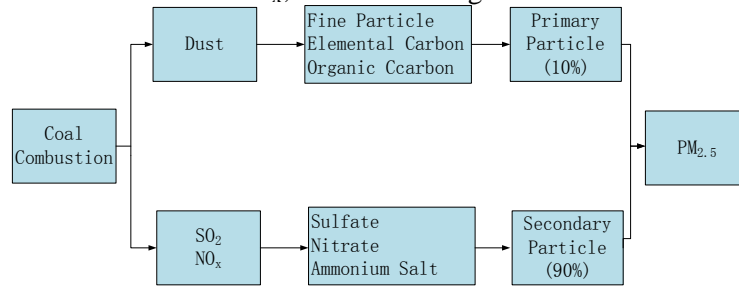 Coal
Combustion
Dust
Fine Particle
Elemental Carbon
Organic Ccarbon
Primary
Particle
(10%)
SO₂
NOₓ
Sulfate
Nitrate
Ammonium Salt
Secondary
Particle
(90%)
PM₂.₅